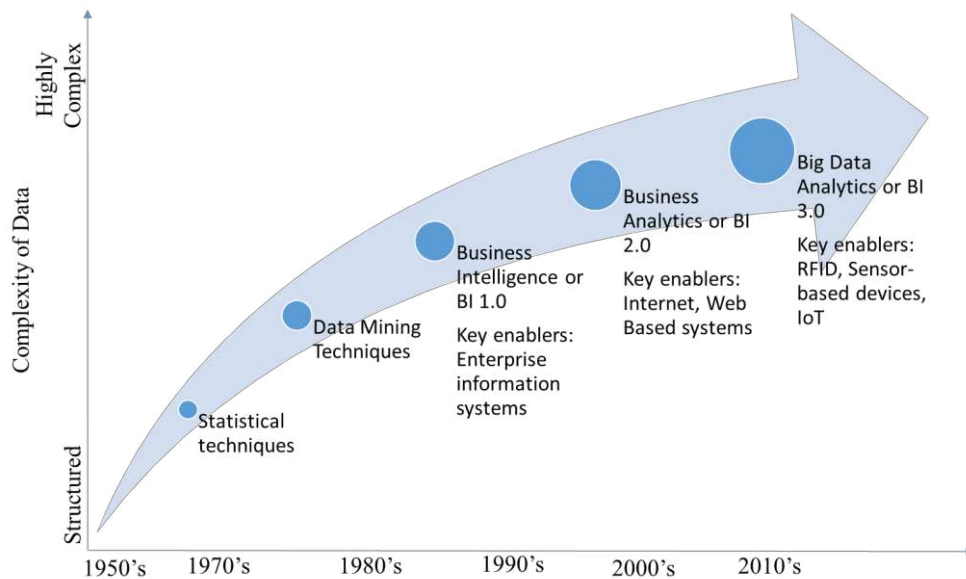 Highly
Complex
Complexity of Data
Structured
Statistical
techniques
Data Mining
Techniques
Business
Intelligence or
BI 1.0
Key enablers:
Enterprise
information
systems
Business
Analytics or BI
2.0
Key enablers:
Internet, Web
Based systems
Big Data
Analytics or BI
3.0
Key enablers:
RFID, Sensor-
based devices,
IoT
1950’s 1970’s 1980’s 1990’s 2000’s 2010’s